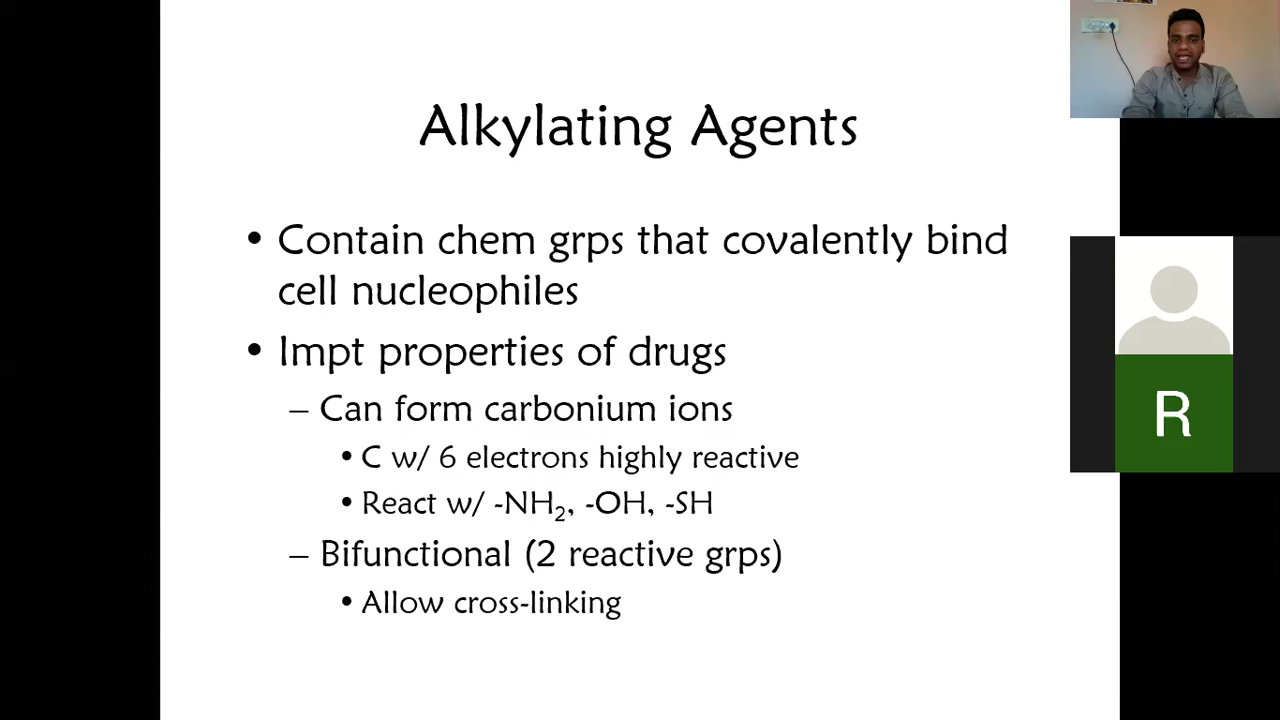 Alkylating Agents
• Contain chem grps that covalently bind
cell nucleophiles
• Impt properties of drugs
– Can form carbonium ions
• C w/ 6 electrons highly reactive
• React w/ -NH₂, -OH, -SH
– Bifunctional (2 reactive grps)
• Allow cross-linking
R